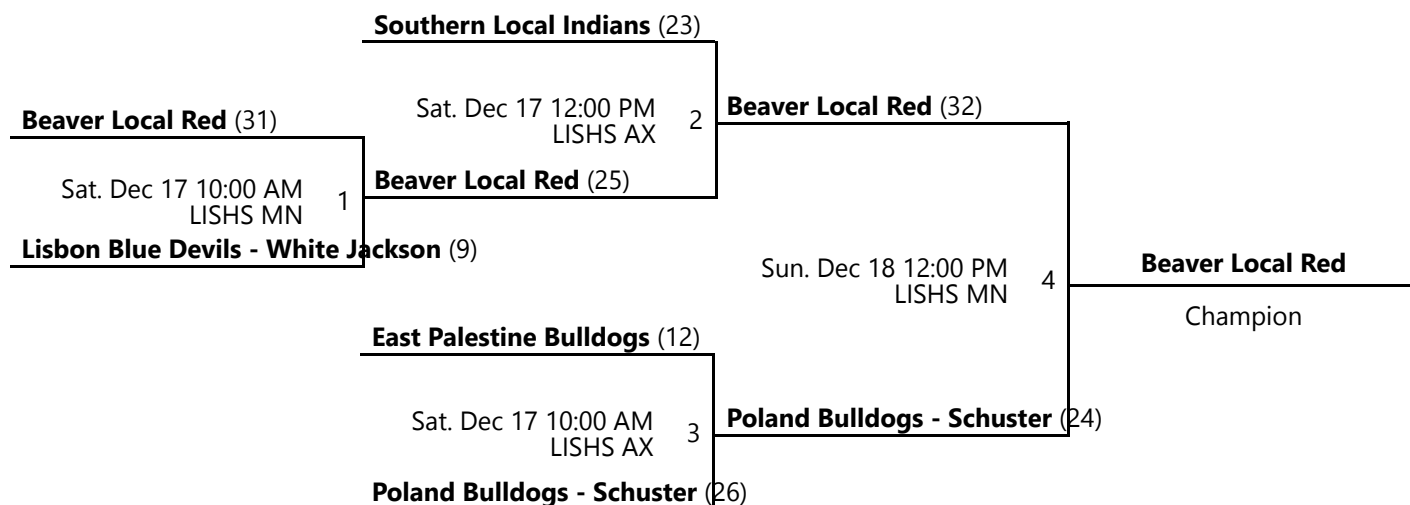 Southern Local Indians (23)
Beaver Local Red (31)
Sat. Dec 17 12:00 PM
LISHS AX
2
Beaver Local Red (32)
Sat. Dec 17 10:00 AM
LISHS MN
1
Beaver Local Red (25)
Lisbon Blue Devils - White Jackson (9)
Sun. Dec 18 12:00 PM
LISHS MN
4
Beaver Local Red
Champion
East Palestine Bulldogs (12)
Sat. Dec 17 10:00 AM
LISHS AX
3
Poland Bulldogs - Schuster (24)
Poland Bulldogs - Schuster (26)